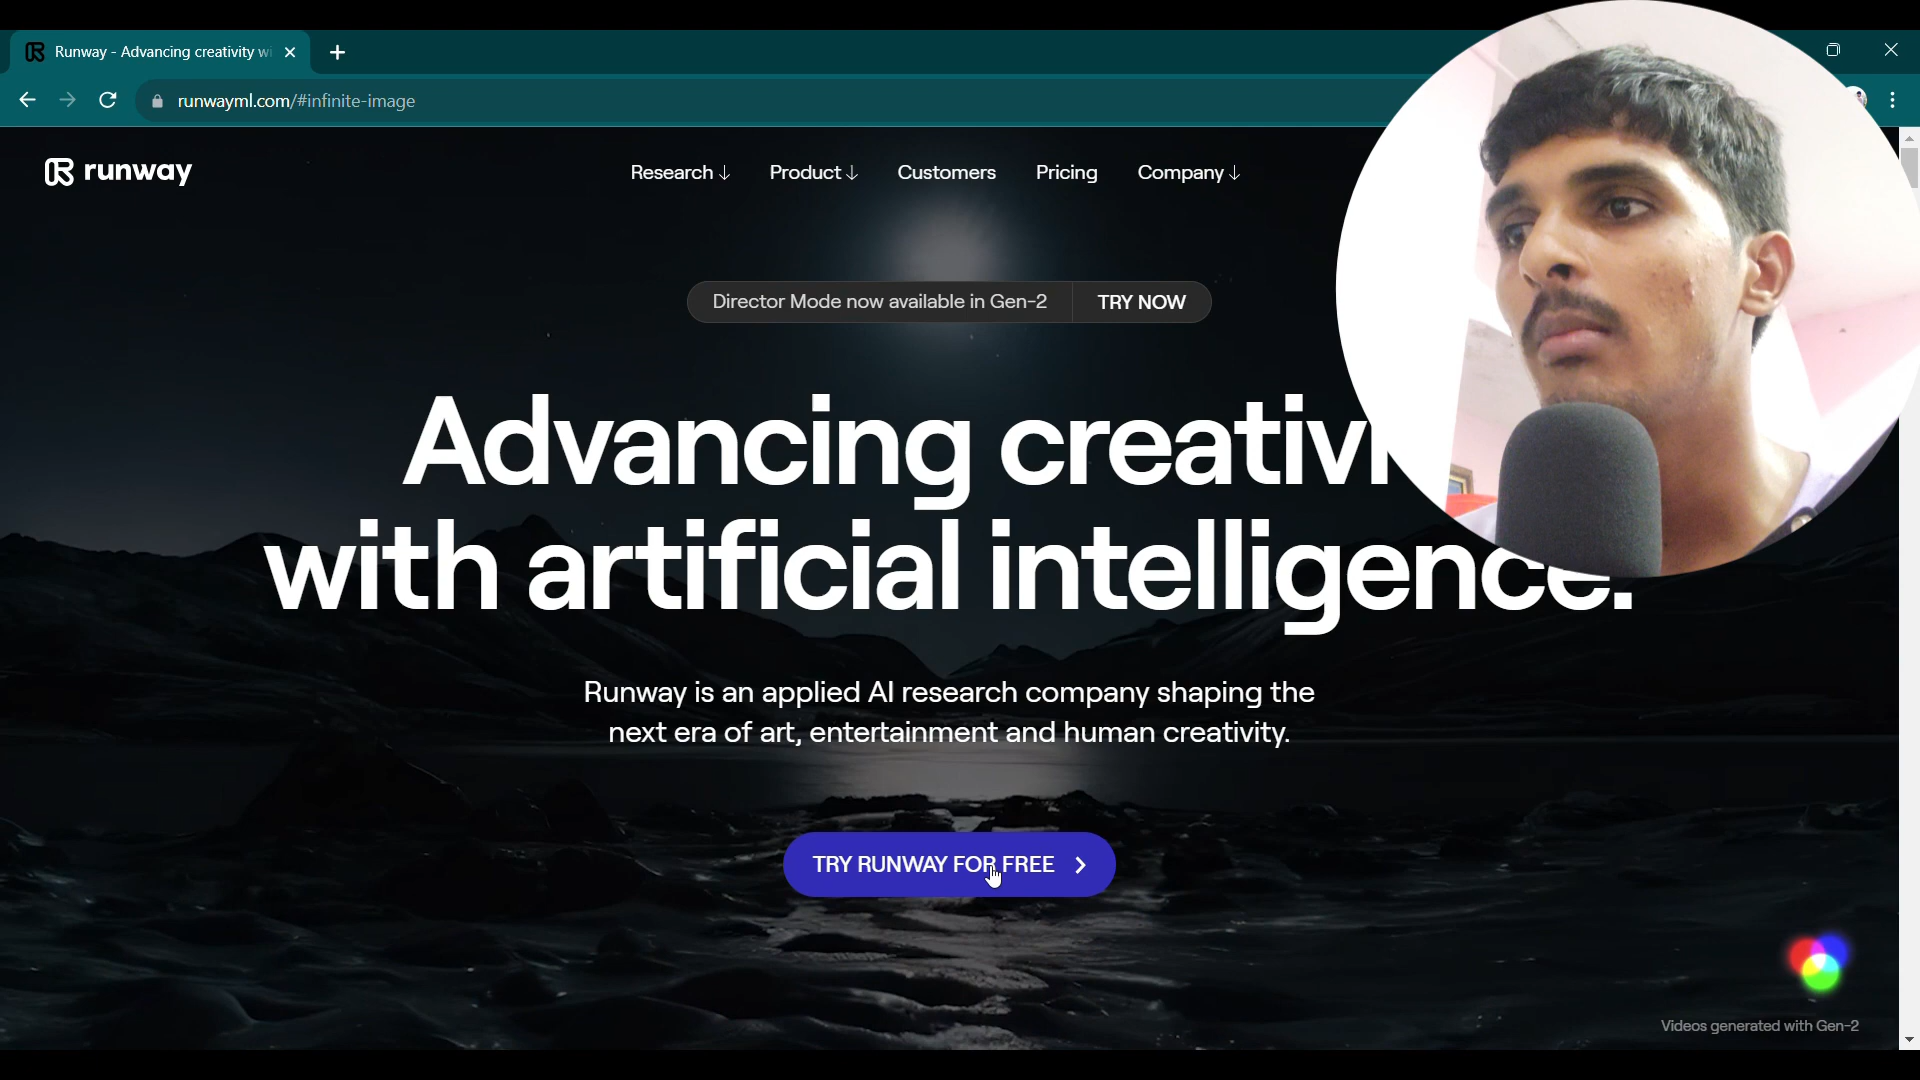 Runway - Advancing creativity wi
runwayml.com/#infinite-image
runway
Research
Product
Customers
Pricing
Company
Director Mode now available in Gen-2
TRY NOW
Advancing creativi
with artificial intelligence.
Runway is an applied AI research company shaping the
next era of art, entertainment and human creativity.
TRY RUNWAY FOR FREE
Videos generated with Gen-2